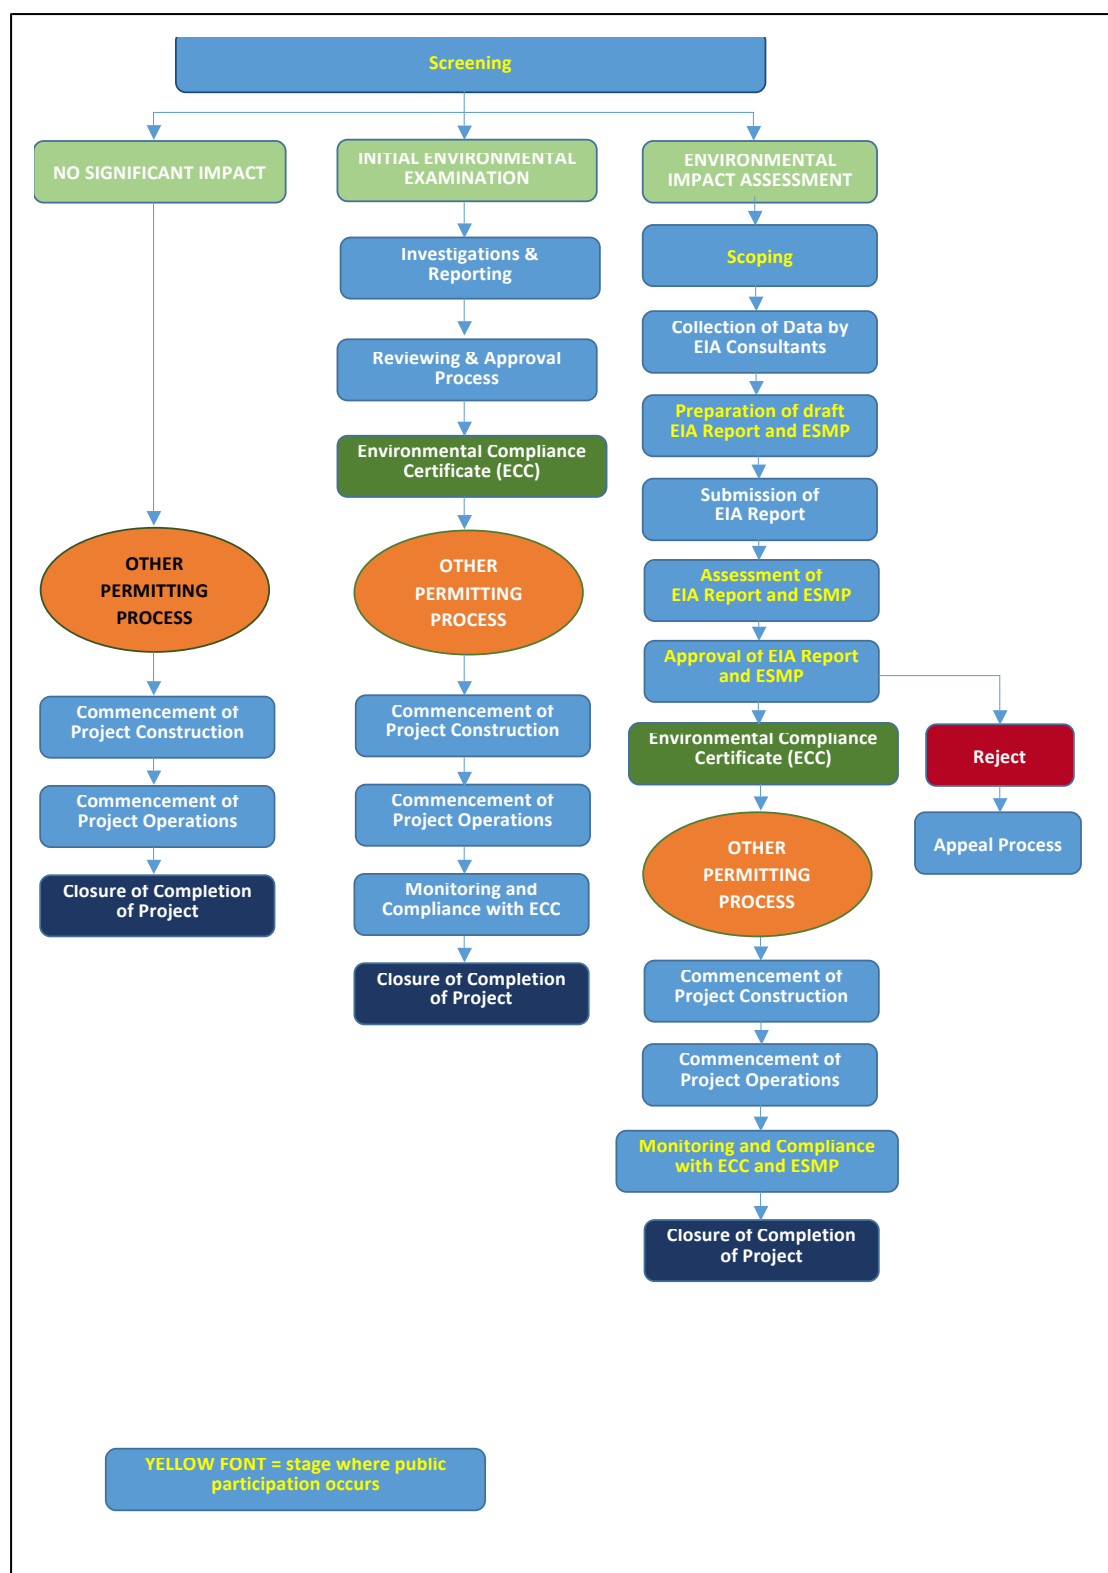 Screening
NO SIGNIFICANT IMPACT
INITIAL ENVIRONMENTAL
EXAMINATION
ENVIRONMENTAL
IMPACT ASSESSMENT
Investigations &
Reporting
Reviewing & Approval
Process
Environmental Compliance
Certificate (ECC)
Scoping
Collection of Data by
EIA Consultants
Preparation of draft
EIA Report and ESMP
Submission of
EIA Report
Assessment of
EIA Report and ESMP
Approval of EIA Report
and ESMP
Environmental Compliance
Certificate (ECC)
Reject
Appeal Process
OTHER
PERMITTING
PROCESS
Commencement of
Project Construction
Commencement of
Project Operations
Closure of Completion
of Project
OTHER
PERMITTING
PROCESS
Commencement of
Project Construction
Commencement of
Project Operations
Monitoring and
Compliance with ECC
Closure of Completion
of Project
OTHER
PERMITTING
PROCESS
Commencement of
Project Construction
Commencement of
Project Operations
Monitoring and Compliance
with ECC and ESMP
Closure of Completion
of Project
YELLOW FONT = stage where public
participation occurs